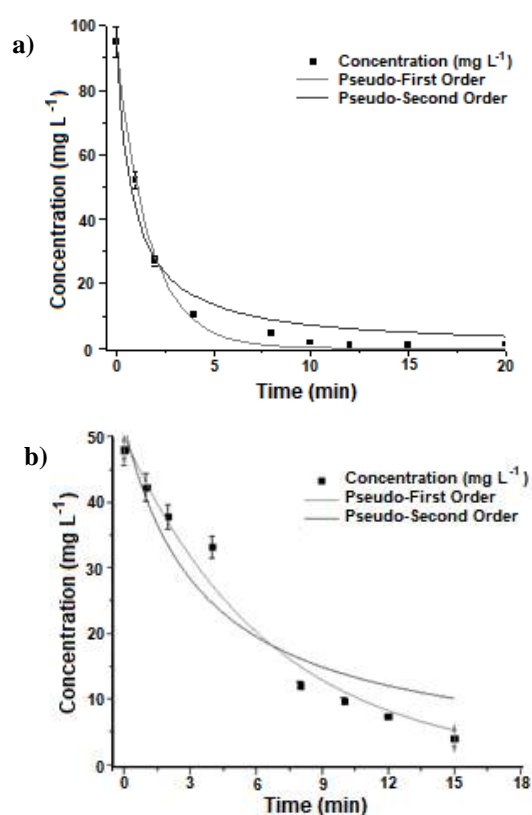 a)
Concentration (mg L⁻¹)
100
80
60
40
20
0
Concentration (mg L⁻¹)
Pseudo-First Order
Pseudo-Second Order
0 5 10 15 20
Time (min)
b)
Concentration (mg L⁻¹)
50
40
30
20
10
0
Concentration (mg L⁻¹)
Pseudo-First Order
Pseudo-Second Order
0 3 6 9 12 15 18
Time (min)